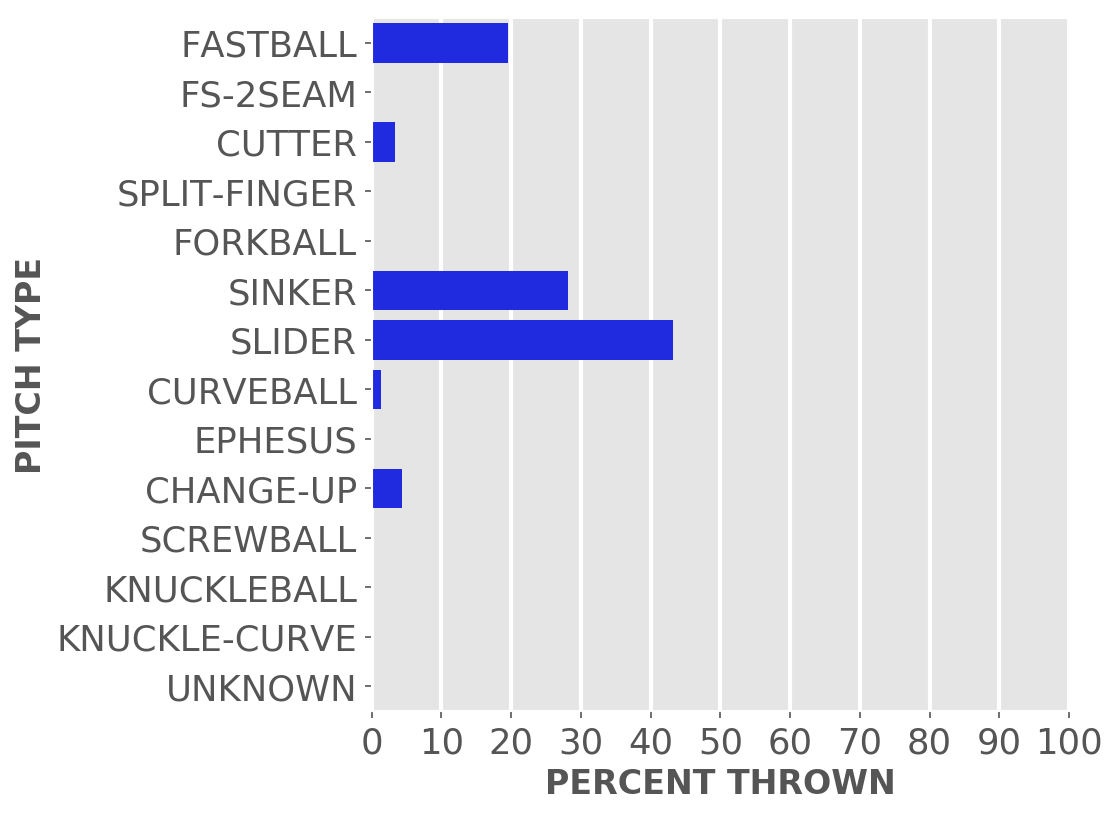 FASTBALL
FS-2SEAM
CUTTER
SPLIT-FINGER
FORKBALL
SINKER
SLIDER
CURVEBALL
EPHESUS
CHANGE-UP
SCREWBALL
KNUCKLEBALL
KNUCKLE-CURVE
UNKNOWN
PITCH TYPE
0 10 20 30 40 50 60 70 80 90 100
PERCENT THROWN